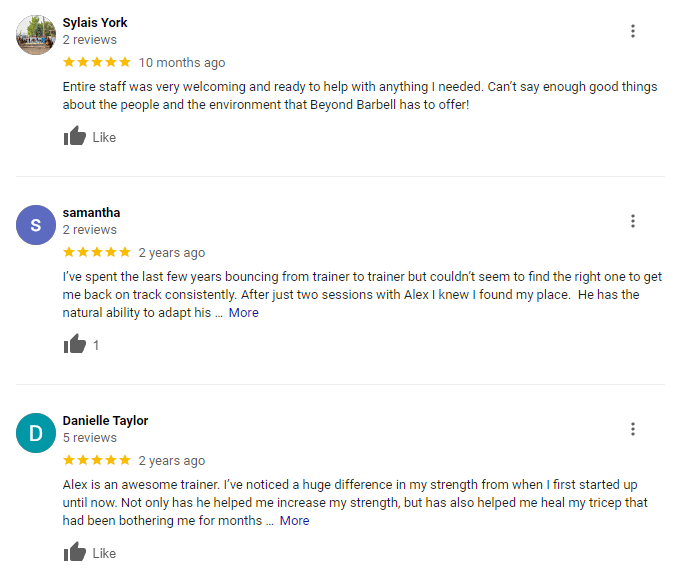 Sylais York
2 reviews
10 months ago
Entire staff was very welcoming and ready to help with anything I needed. Can't say enough good things
about the people and the environment that Beyond Barbell has to offer!
Like
S
samantha
2 reviews
2 years ago
I've spent the last few years bouncing from trainer to trainer but couldn't seem to find the right one to get
me back on track consistently. After just two sessions with Alex I knew I found my place.  He has the
natural ability to adapt his ... More
1
D
Danielle Taylor
5 reviews
2 years ago
Alex is an awesome trainer. I've noticed a huge difference in my strength from when I first started up
until now. Not only has he helped me increase my strength, but has also helped me heal my tricep that
had been bothering me for months ... More
Like